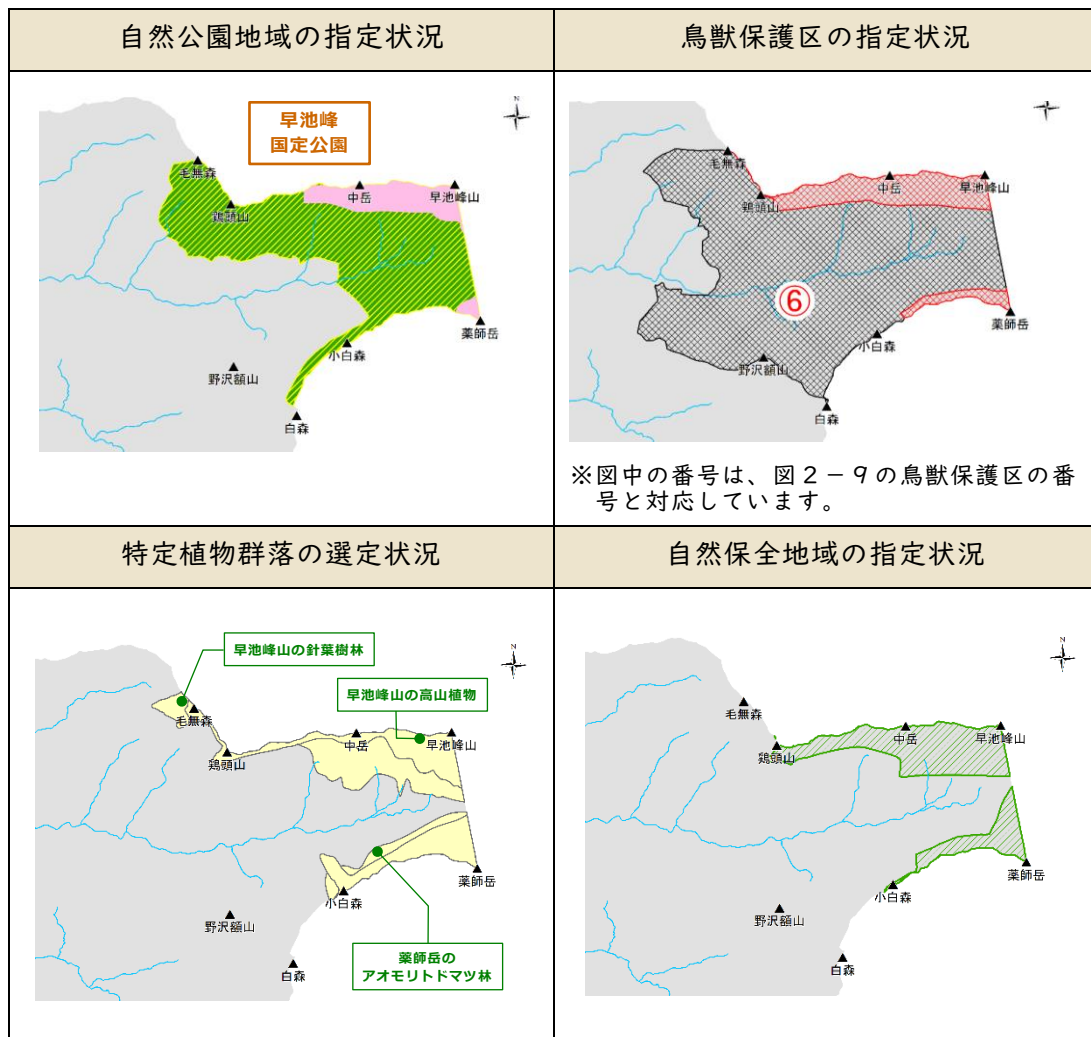 自然公園地域の指定状況
鳥獣保護区の指定状況
早池峰
国定公園
N
毛無森
鶏頭山
中岳
早池峰山
薬師岳
小白森
野沢額山
白森
毛無森
鶏頭山
中岳
早池峰山
⑥
薬師岳
小白森
野沢額山
白森
※図中の番号は、図2-9の鳥獣保護区の番
号と対応しています。
特定植物群落の選定状況
自然保全地域の指定状況
早池峰山の針葉樹林
N
早池峰山の高山植物
毛無森
鶏頭山
中岳
早池峰山
薬師岳
小白森
野沢額山
薬師岳の
アオモリトドマツ林
白森
N
毛無森
鶏頭山
中岳
早池峰山
薬師岳
小白森
野沢額山
白森